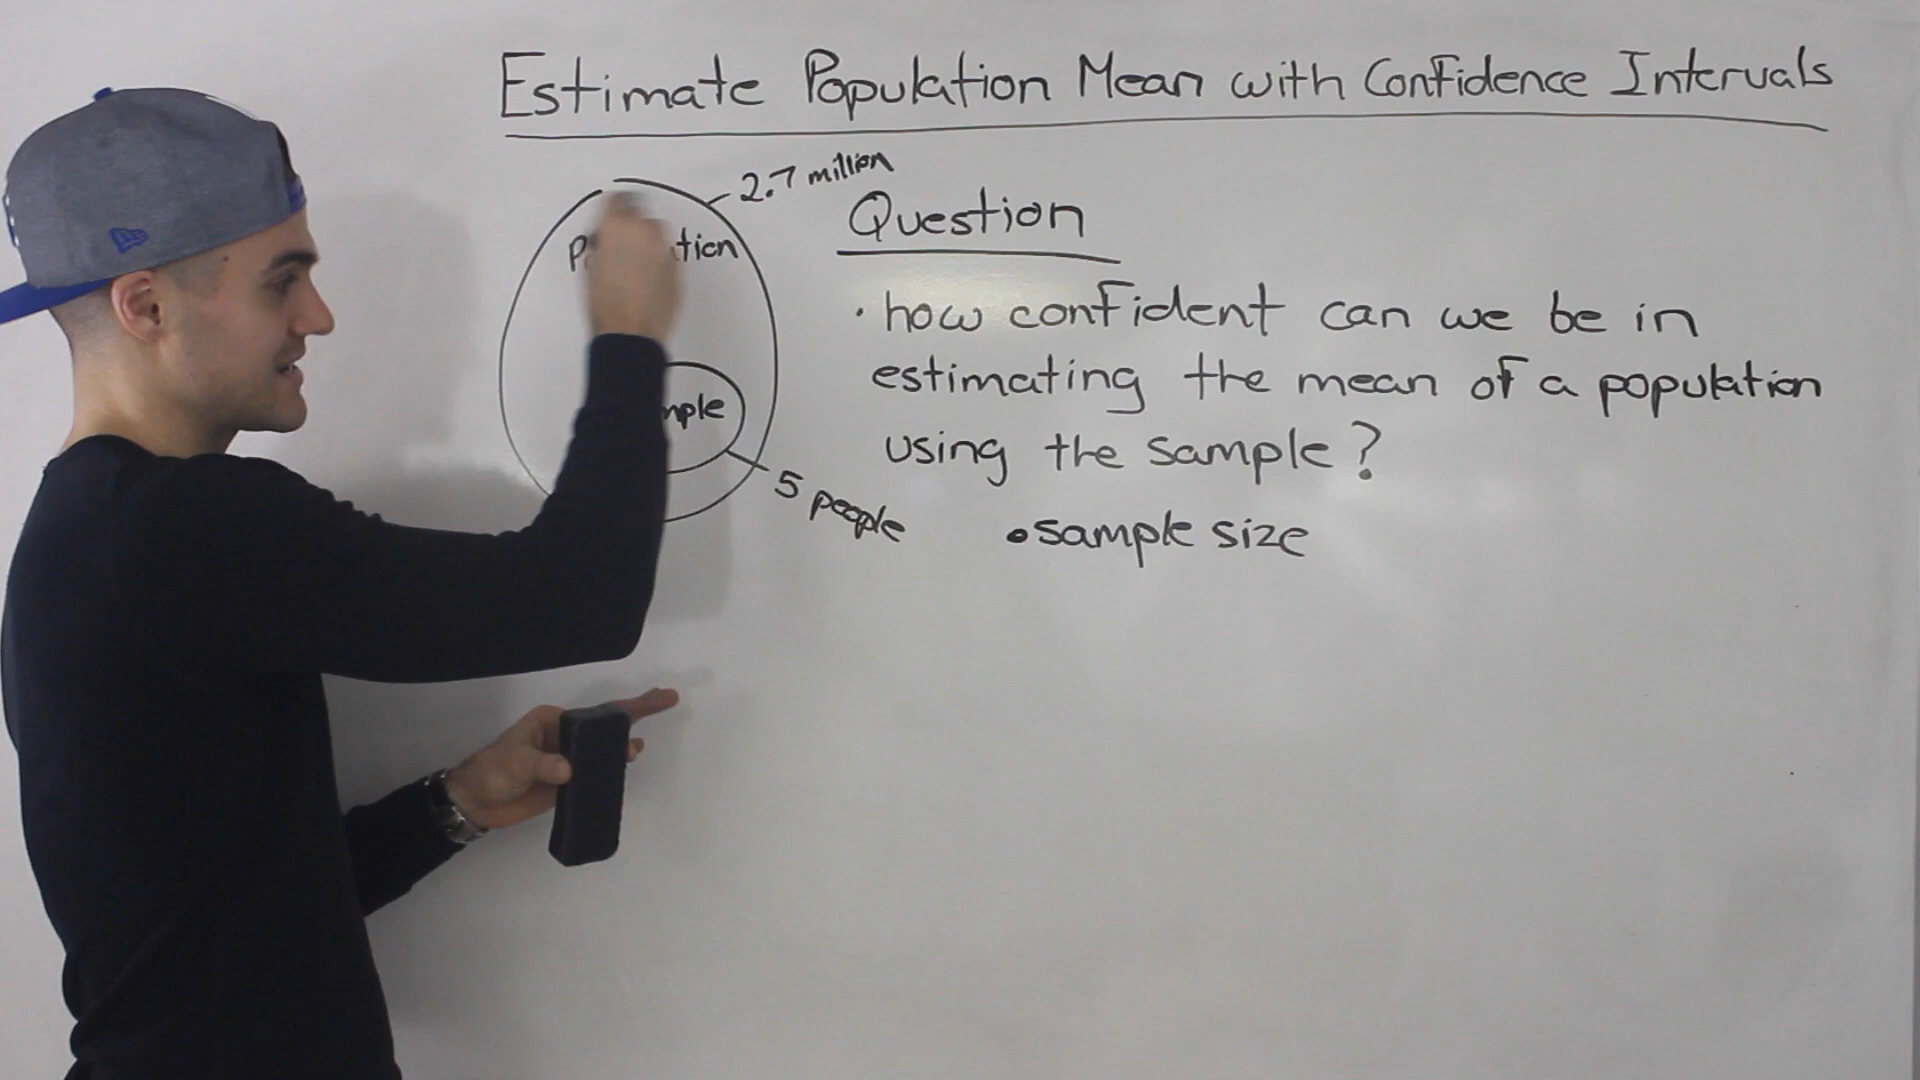 Estimate Population Mean with Confidence Intervals
2.7 million
Question
• how confident can we be in
estimating the mean of a population
using the sample?
5 people
• sample size